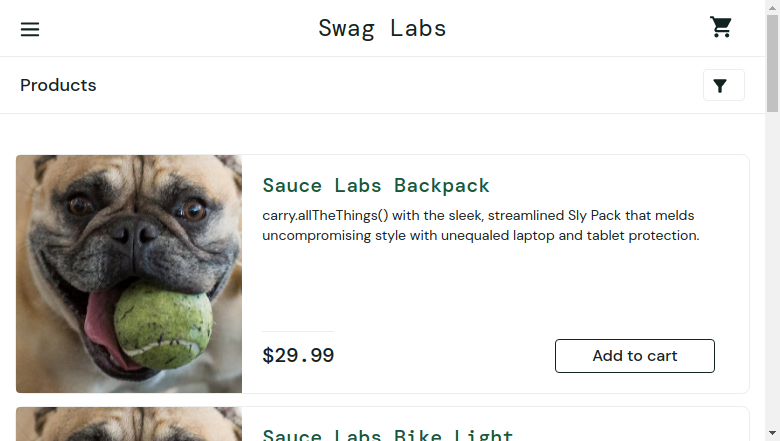 Swag Labs
Products
Sauce Labs Backpack
carry.allTheThings() with the sleek, streamlined Sly Pack that melds
uncompromising style with unequaled laptop and tablet protection.
$29.99
Add to cart
Sauce Labs Bike Light